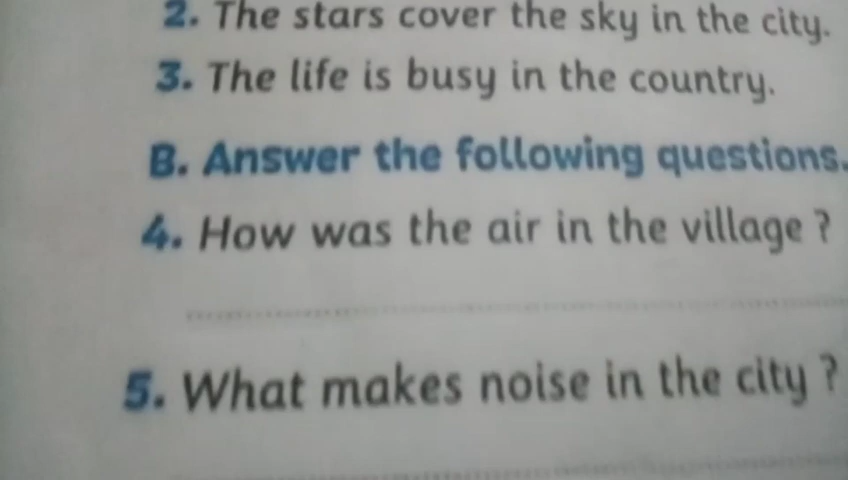 2. The stars cover the sky in the city.
3. The life is busy in the country.
B. Answer the following questions.
4. How was the air in the village ?
5. What makes noise in the city ?